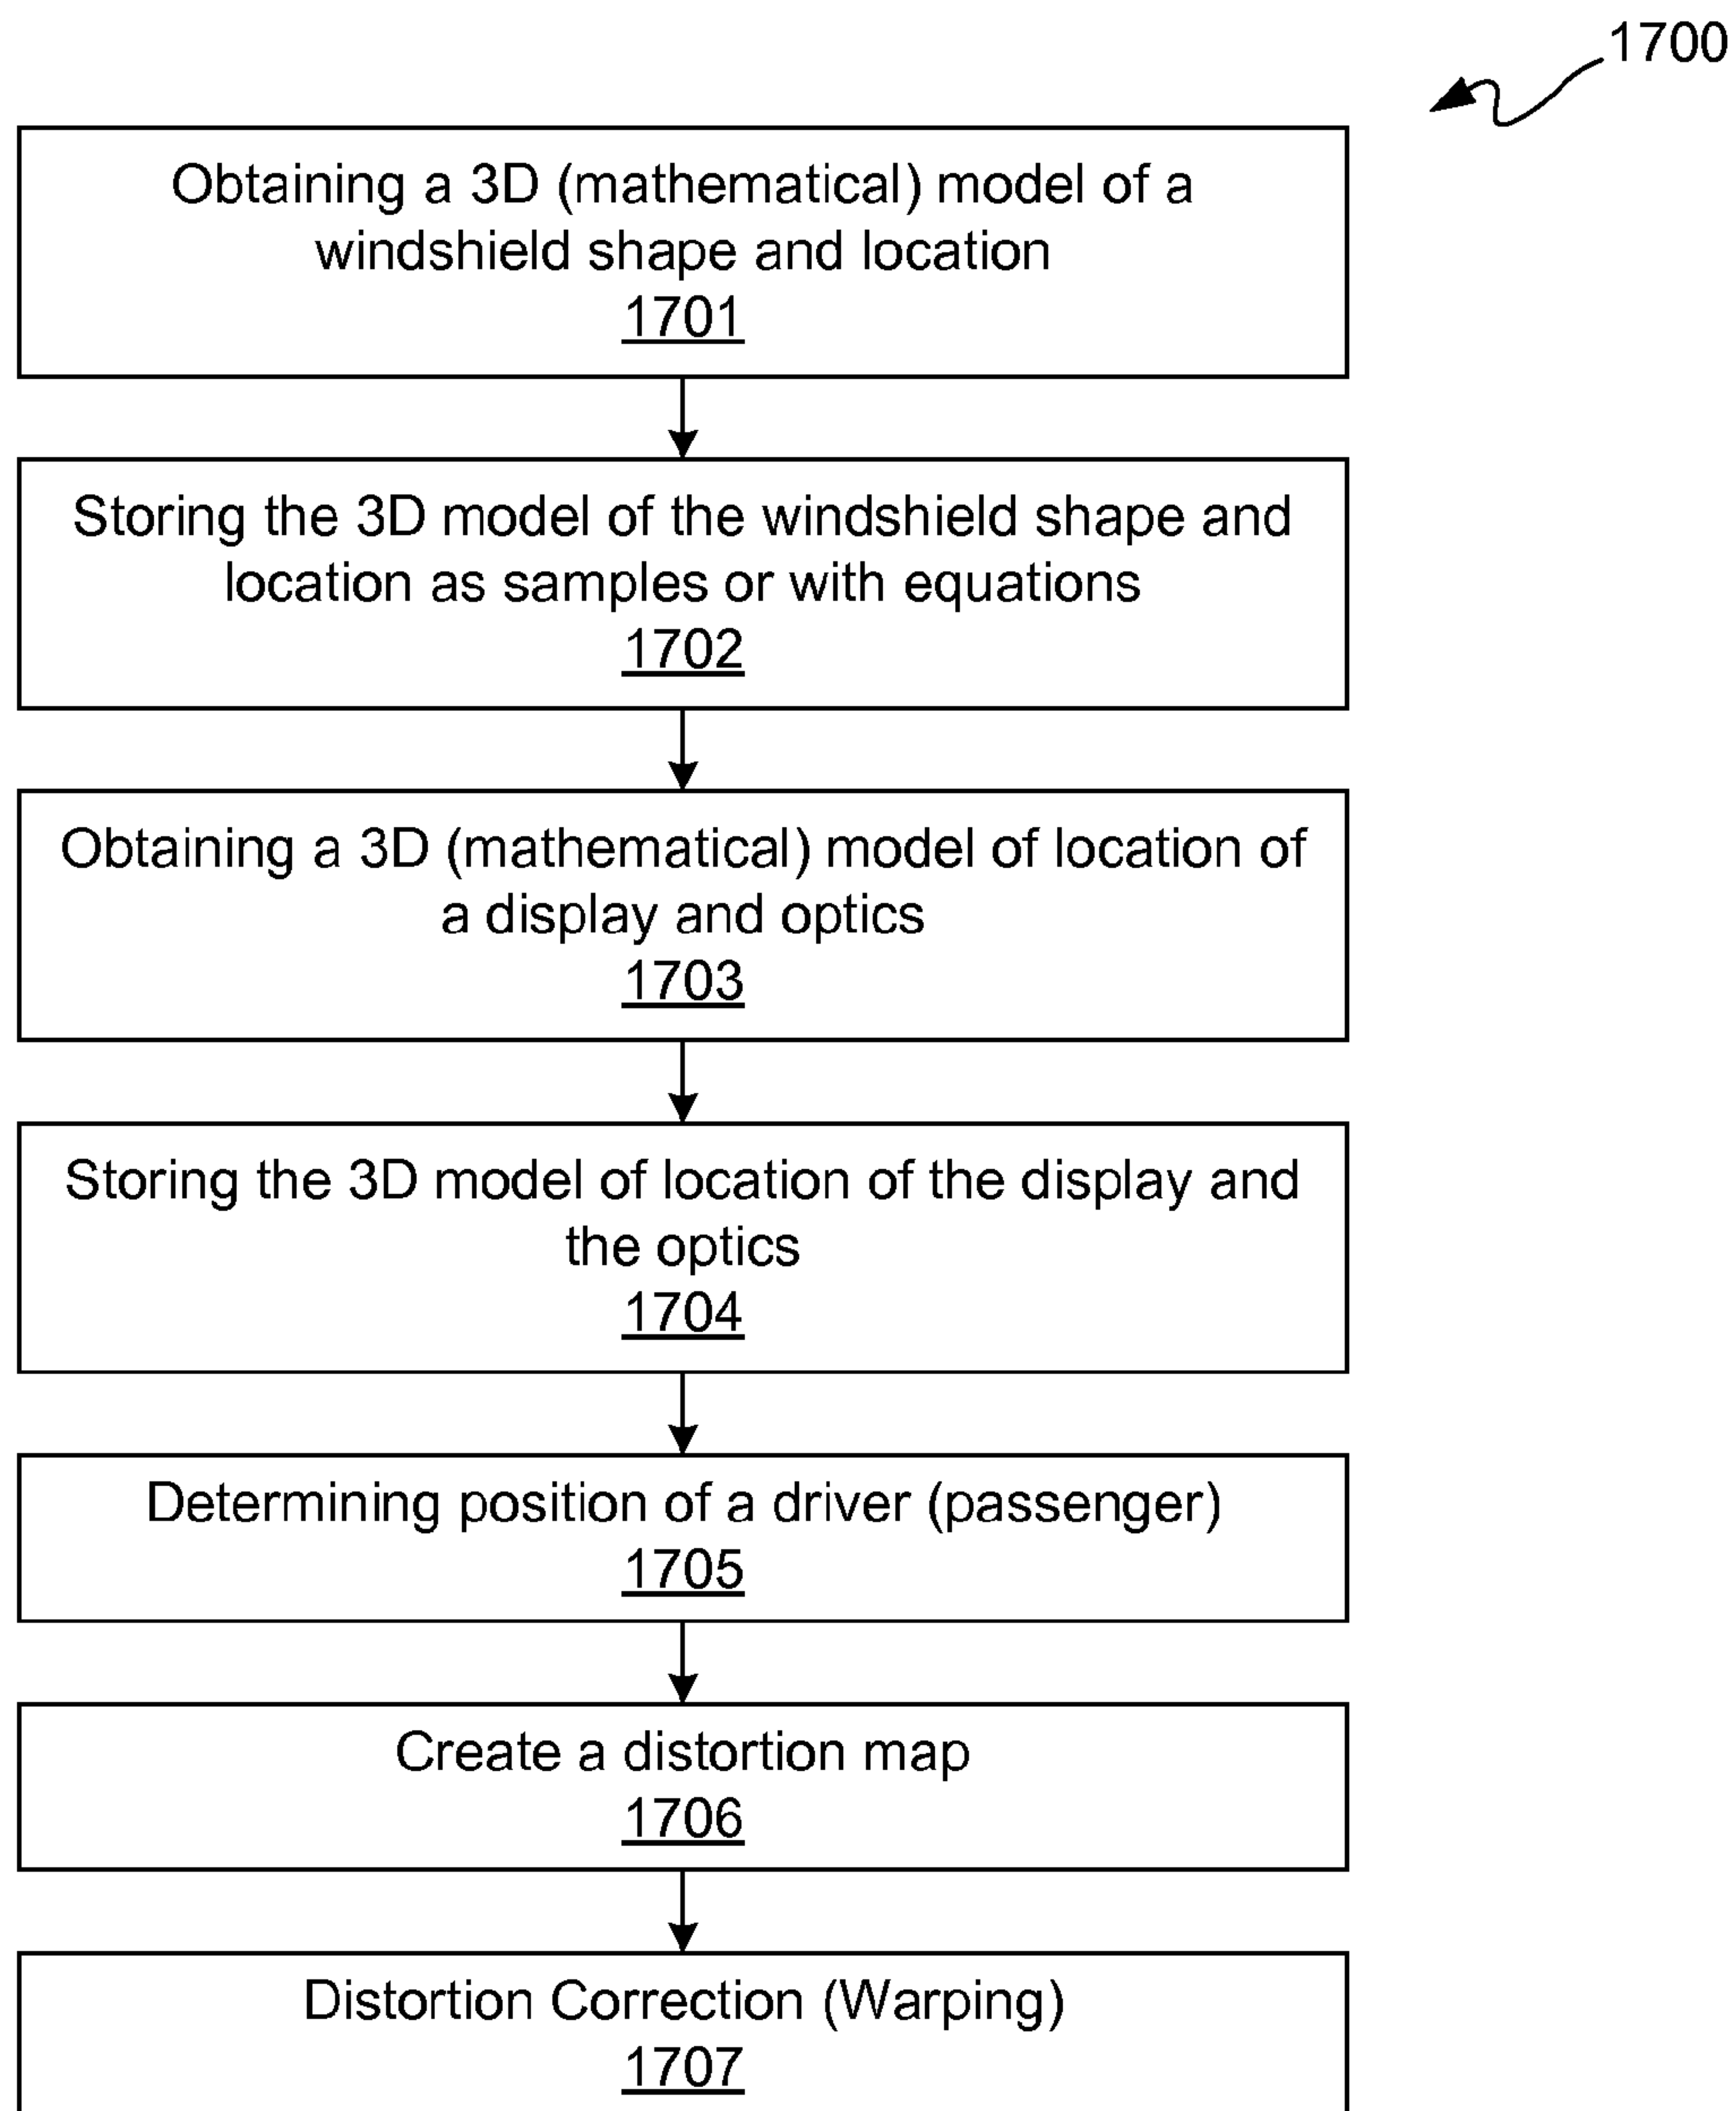 1700
Obtaining a 3D (mathematical) model of a
windshield shape and location
1701
Storing the 3D model of the windshield shape and
location as samples or with equations
1702
Obtaining a 3D (mathematical) model of location of
a display and optics
1703
Storing the 3D model of location of the display and
the optics
1704
Determining position of a driver (passenger)
1705
Create a distortion map
1706
Distortion Correction (Warping)
1707